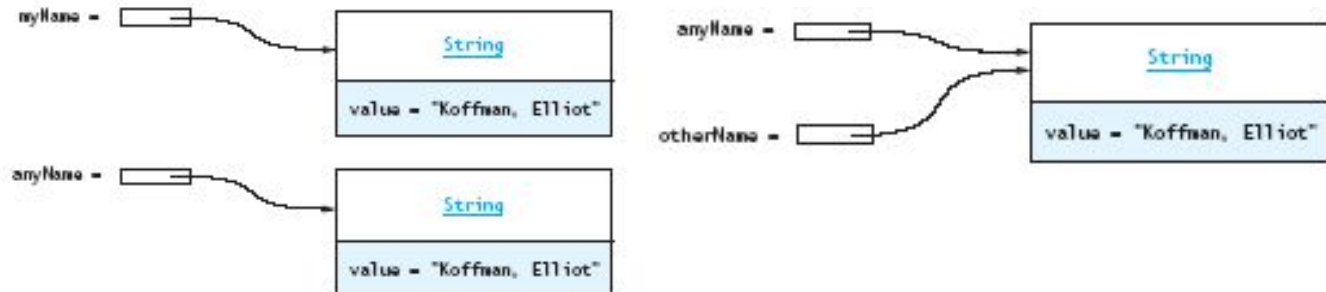 myName =
String
value = "Koffman, Elliot"
anyName =
String
value = "Koffman, Elliot"
anyName =
otherName =
String
value = "Koffman, Elliot"